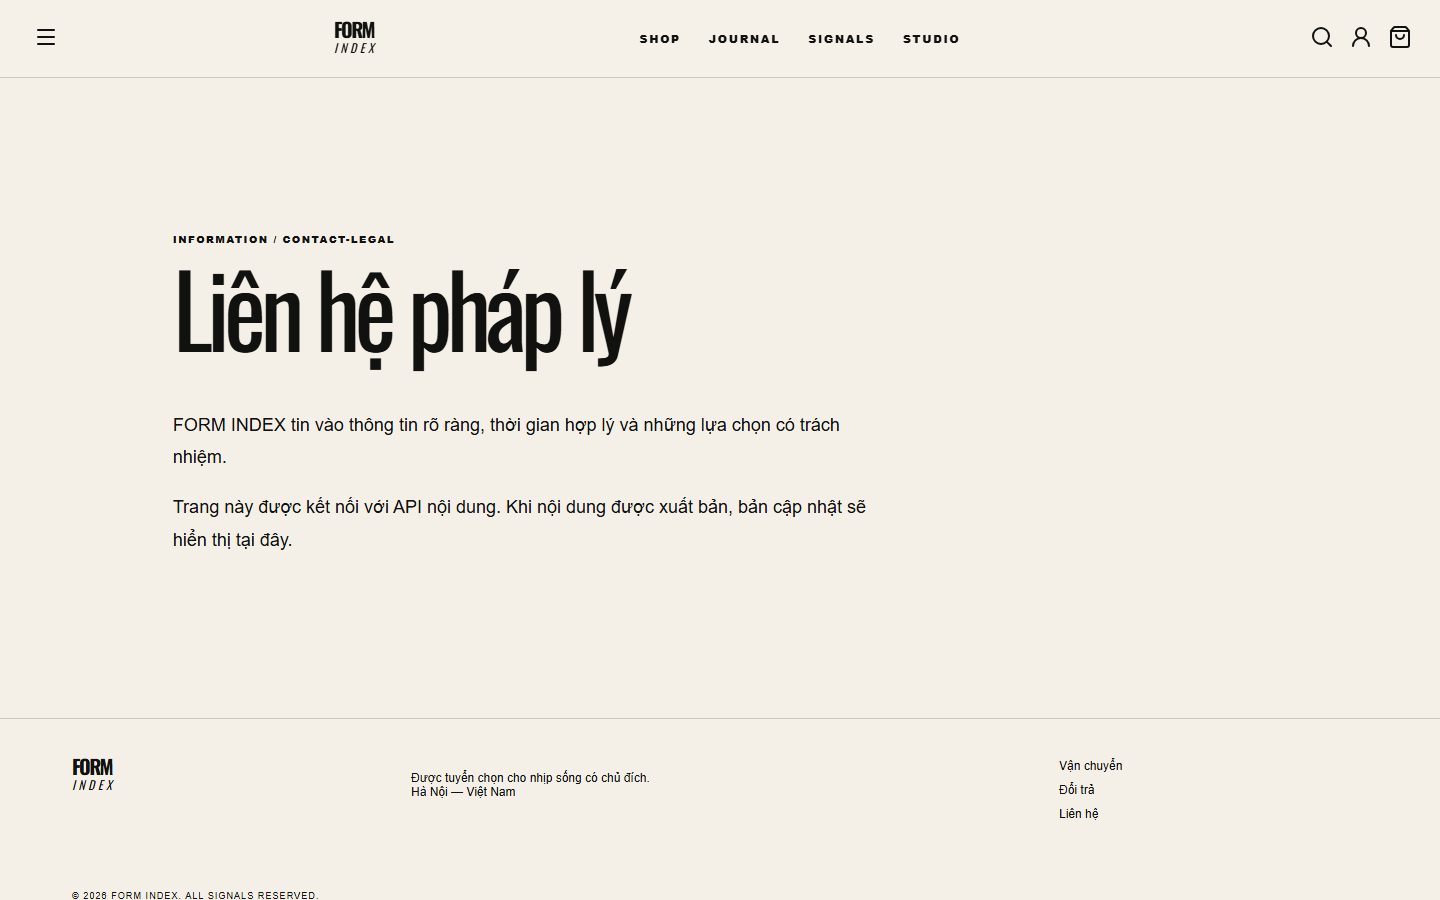 FORM
INDEX
SHOP JOURNAL SIGNALS STUDIO
INFORMATION / CONTACT-LEGAL
Liên hệ pháp lý
FORM INDEX tin vào thông tin rõ ràng, thời gian hợp lý và những lựa chọn có trách
nhiệm.
Trang này được kết nối với API nội dung. Khi nội dung được xuất bản, bản cập nhật sẽ
hiển thị tại đây.
FORM
INDEX
Được tuyển chọn cho nhịp sống có chủ đích.
Hà Nội — Việt Nam
Vận chuyển
Đổi trả
Liên hệ
© 2026 FORM INDEX. ALL SIGNALS RESERVED.